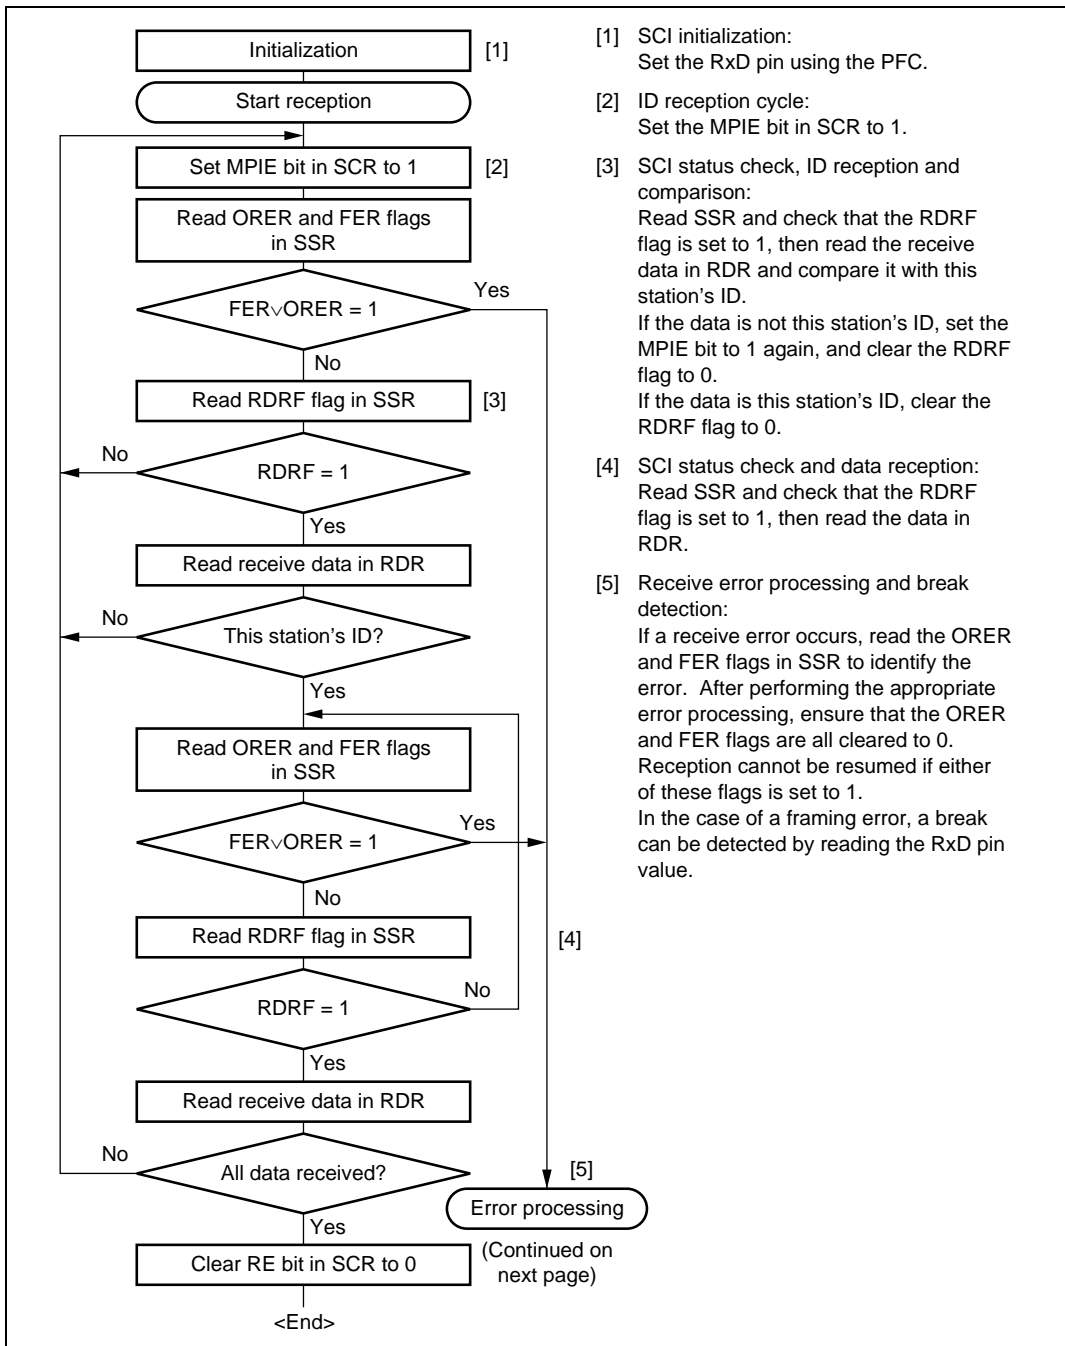 Initialization
[1]
Start reception
Set MPIE bit in SCR to 1
[2]
Read ORER and FER flags
in SSR
FER∨ORER = 1
Yes
No
Read RDRF flag in SSR
[3]
No
RDRF = 1
Yes
Read receive data in RDR
No
This station's ID?
Yes
Read ORER and FER flags
in SSR
FER∨ORER = 1
Yes
No
Read RDRF flag in SSR
[4]
RDRF = 1
No
Yes
Read receive data in RDR
No
All data received?
[5]
Error processing
Yes
Clear RE bit in SCR to 0
(Continued on
next page)
<End>
[1] SCI initialization:
Set the RxD pin using the PFC.
[2] ID reception cycle:
Set the MPIE bit in SCR to 1.
[3] SCI status check, ID reception and
comparison:
Read SSR and check that the RDRF
flag is set to 1, then read the receive
data in RDR and compare it with this
station's ID.
If the data is not this station's ID, set the
MPIE bit to 1 again, and clear the RDRF
flag to 0.
If the data is this station's ID, clear the
RDRF flag to 0.
[4] SCI status check and data reception:
Read SSR and check that the RDRF
flag is set to 1, then read the data in
RDR.
[5] Receive error processing and break
detection:
If a receive error occurs, read the ORER
and FER flags in SSR to identify the
error. After performing the appropriate
error processing, ensure that the ORER
and FER flags are all cleared to 0.
Reception cannot be resumed if either
of these flags is set to 1.
In the case of a framing error, a break
can be detected by reading the RxD pin
value.